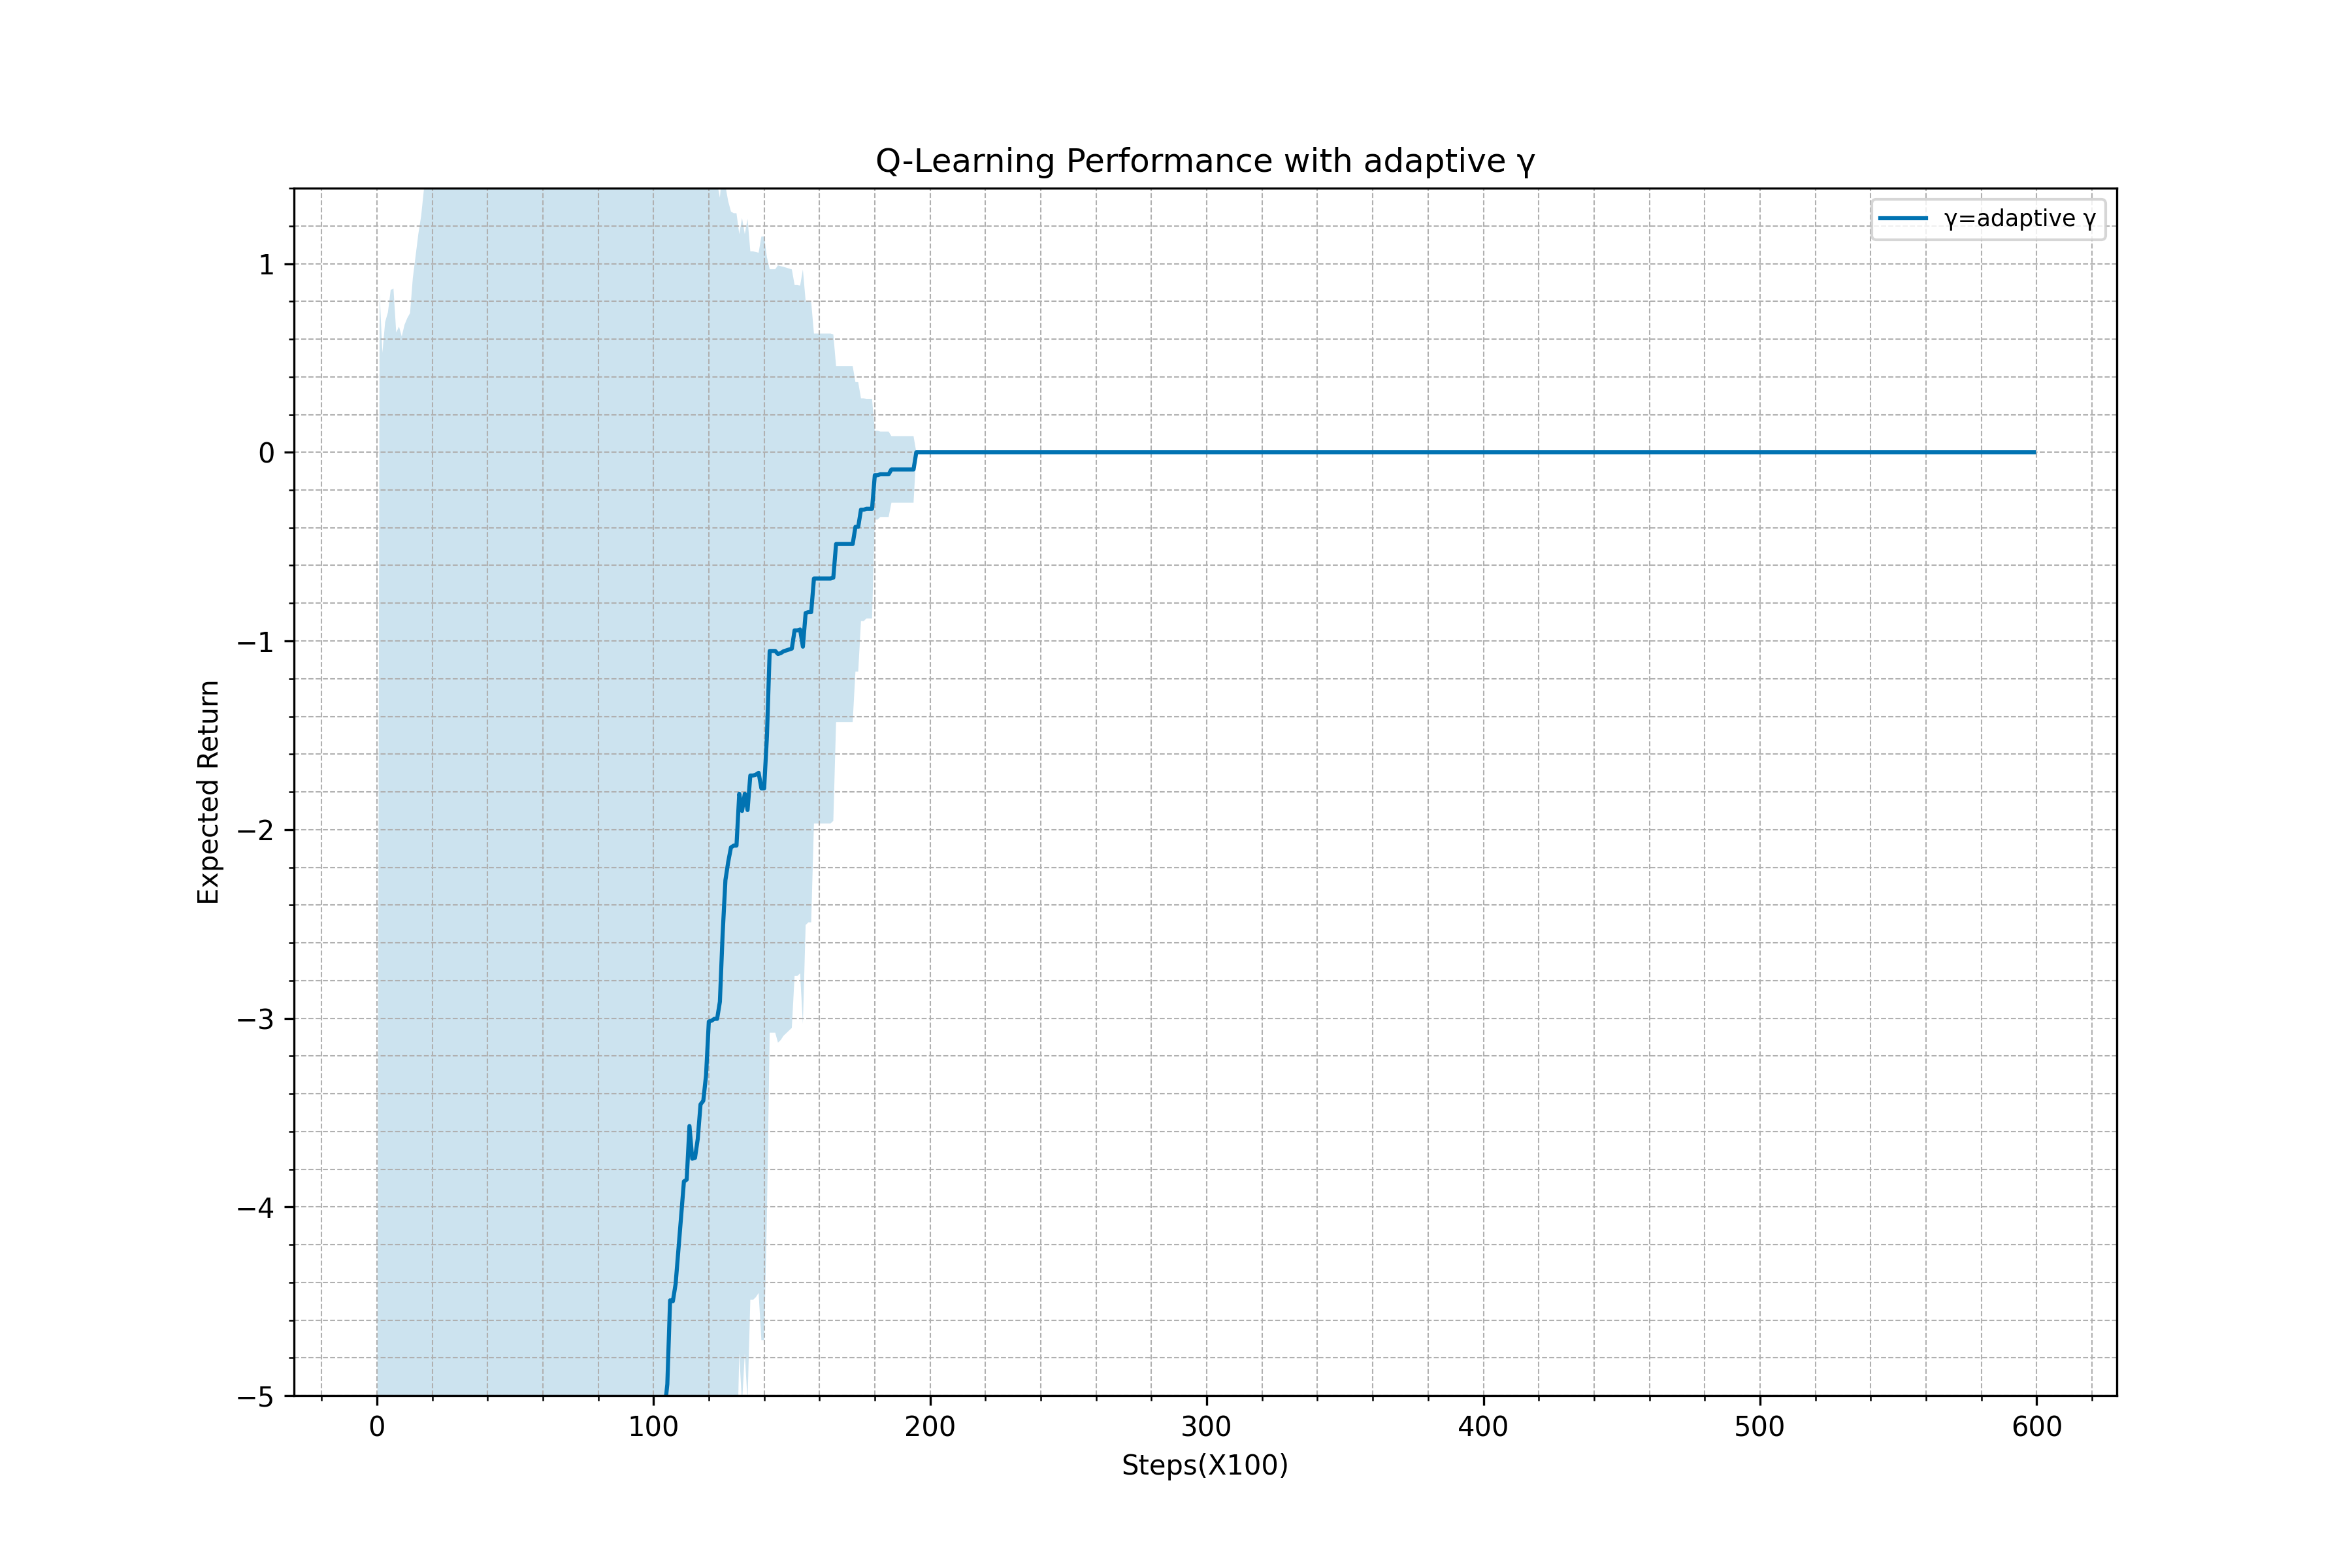 Q-Learning Performance with adaptive γ
γ=adaptive γ
1
0
−1
−2
−3
−4
−5
Expected Return
0 100 200 300 400 500 600
Steps(X100)